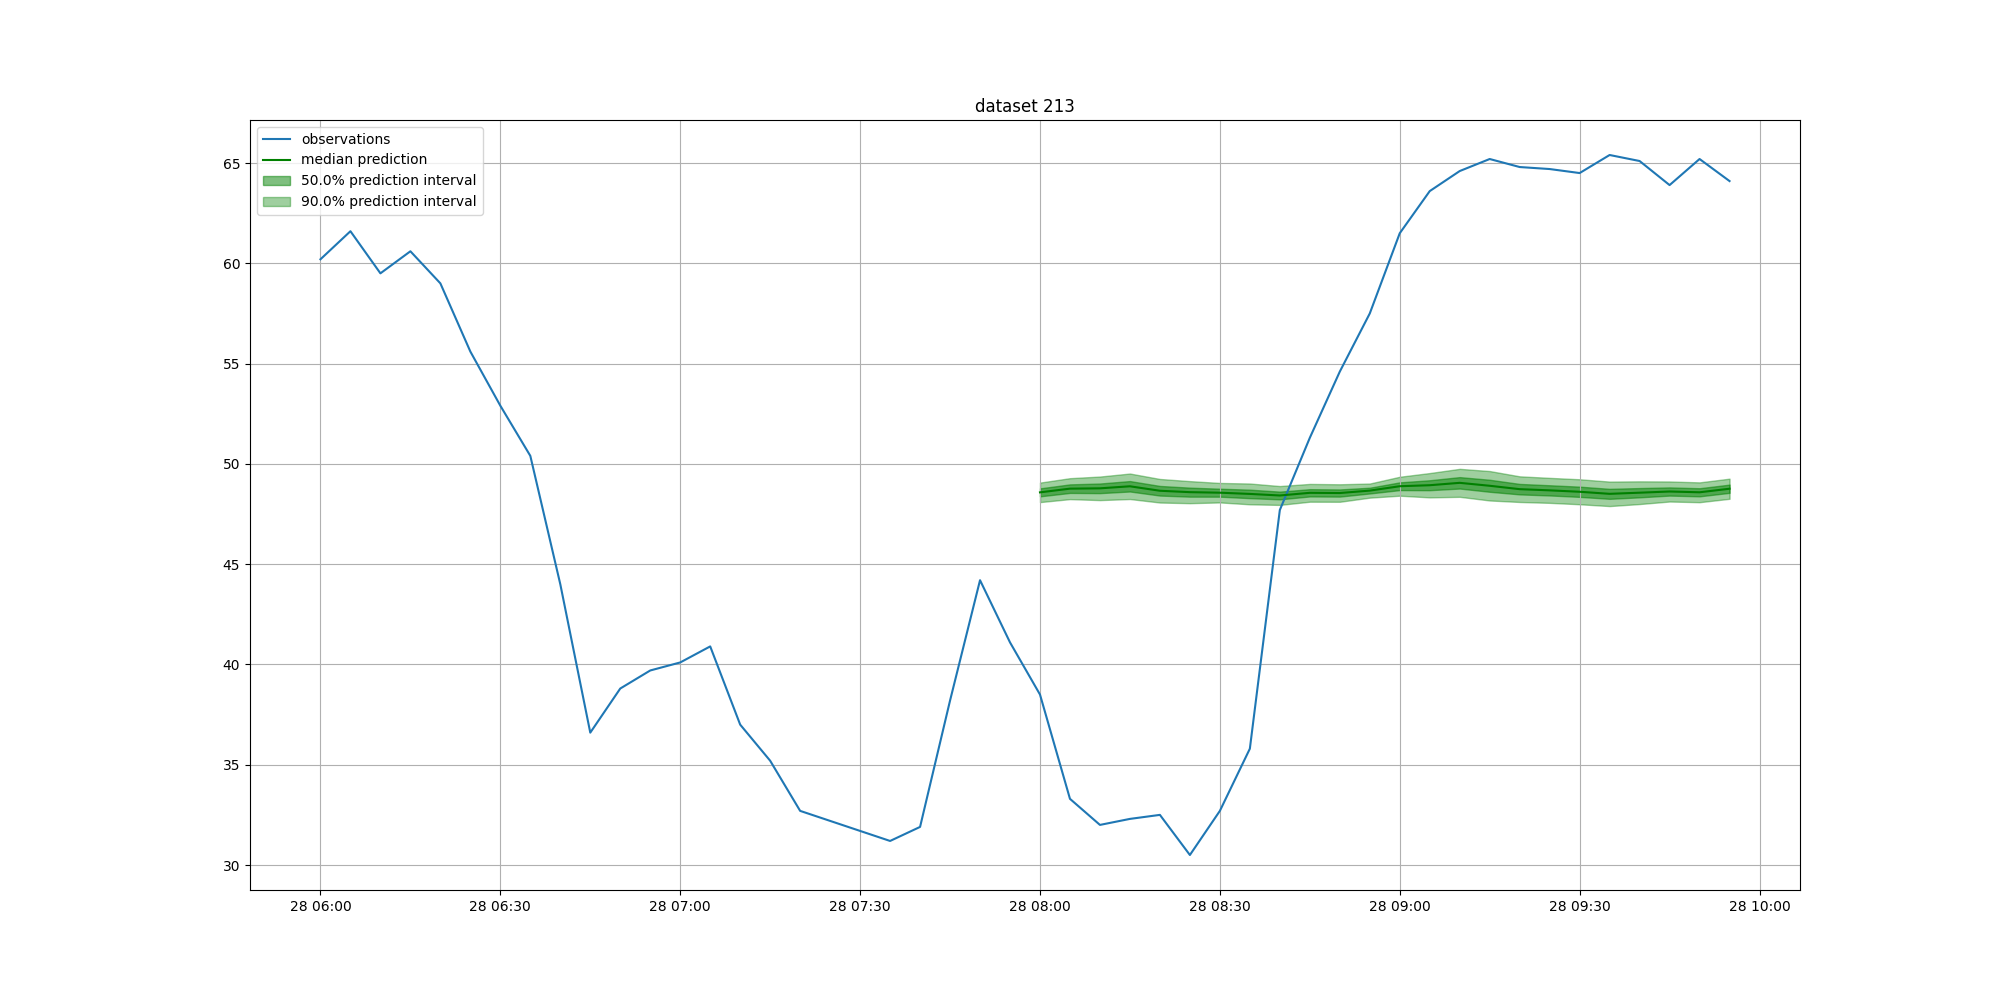 dataset 213
observations
median prediction
50.0% prediction interval
90.0% prediction interval
65
60
55
50
45
40
35
30
28 06:00 28 06:30 28 07:00 28 07:30 28 08:00 28 08:30 28 09:00 28 09:30 28 10:00